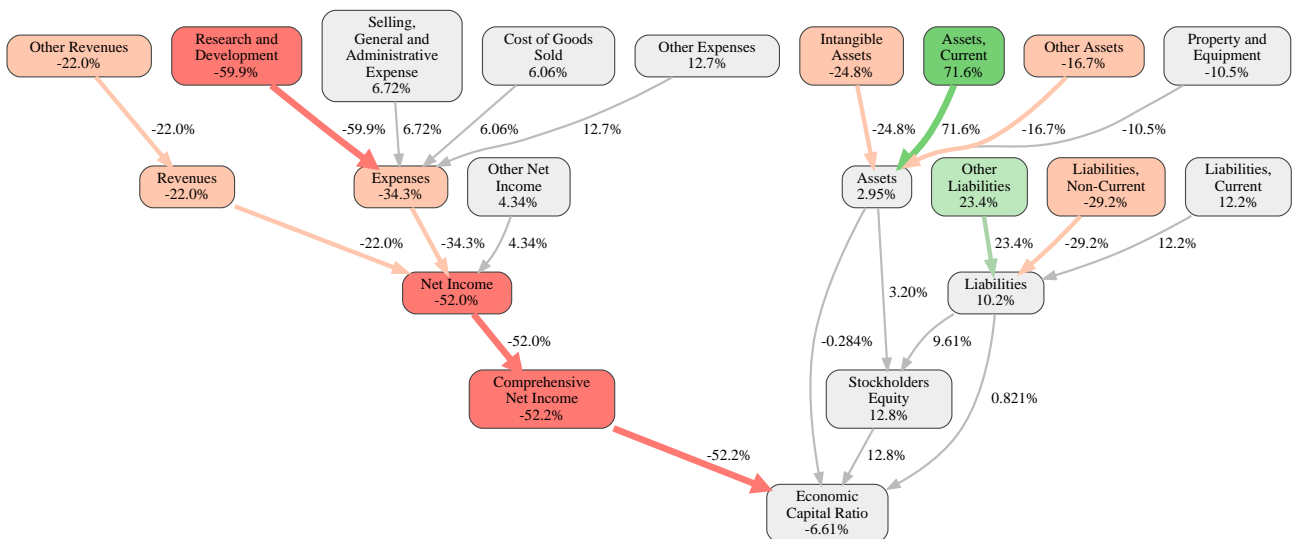 Other Revenues
-22.0%
Research and
Development
-59.9%
Selling,
General and
Administrative
Expense
6.72%
Cost of Goods
Sold
6.06%
Other Expenses
12.7%
Intangible
Assets
-24.8%
Assets,
Current
71.6%
Other Assets
-16.7%
Property and
Equipment
-10.5%
-22.0%
-59.9%
6.72%
6.06%
12.7%
-24.8%
71.6%
-16.7%
-10.5%
Revenues
-22.0%
Expenses
-34.3%
Other Net
Income
4.34%
Assets
2.95%
Other
Liabilities
23.4%
Liabilities,
Non-Current
-29.2%
Liabilities,
Current
12.2%
-22.0%
-34.3%
4.34%
23.4%
-29.2%
12.2%
Net Income
-52.0%
3.20%
Liabilities
10.2%
-52.0%
-0.284%
9.61%
Comprehensive
Net Income
-52.2%
Stockholders
Equity
12.8%
0.821%
-52.2%
12.8%
Economic
Capital Ratio
-6.61%